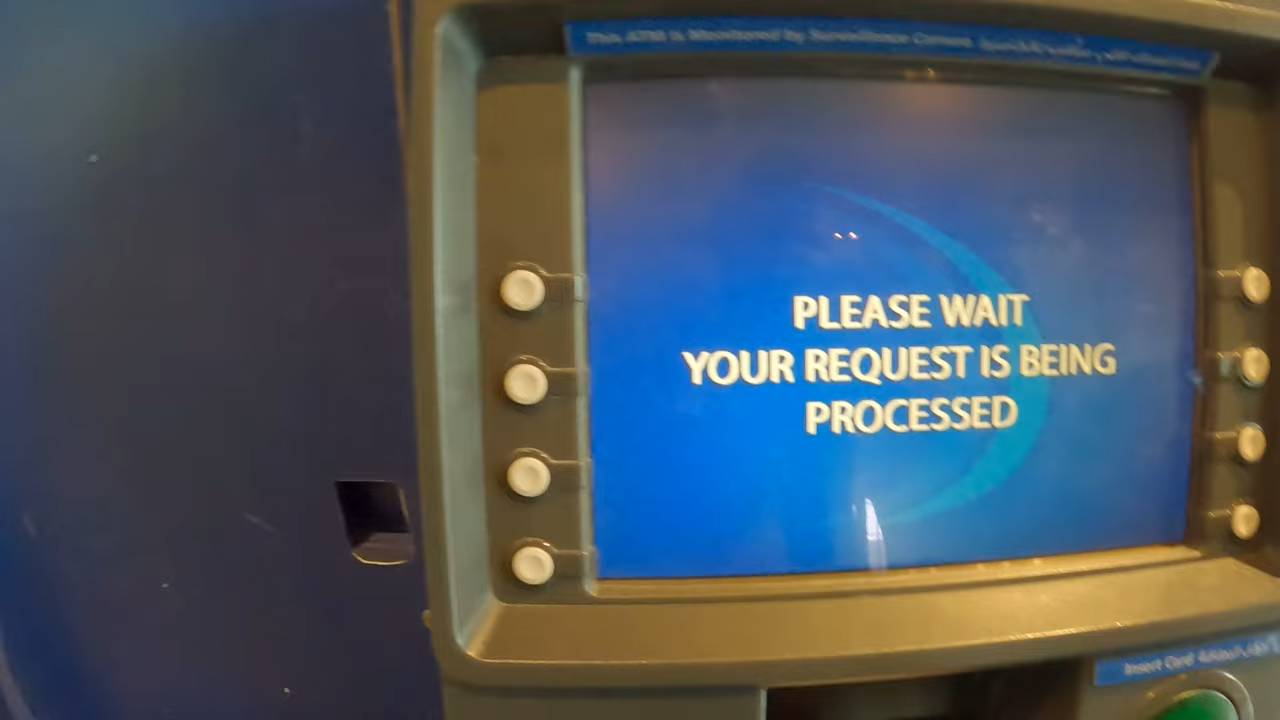 This ATM is Monitored by Surveillance Camera
PLEASE WAIT
YOUR REQUEST IS BEING
PROCESSED
Insert Card